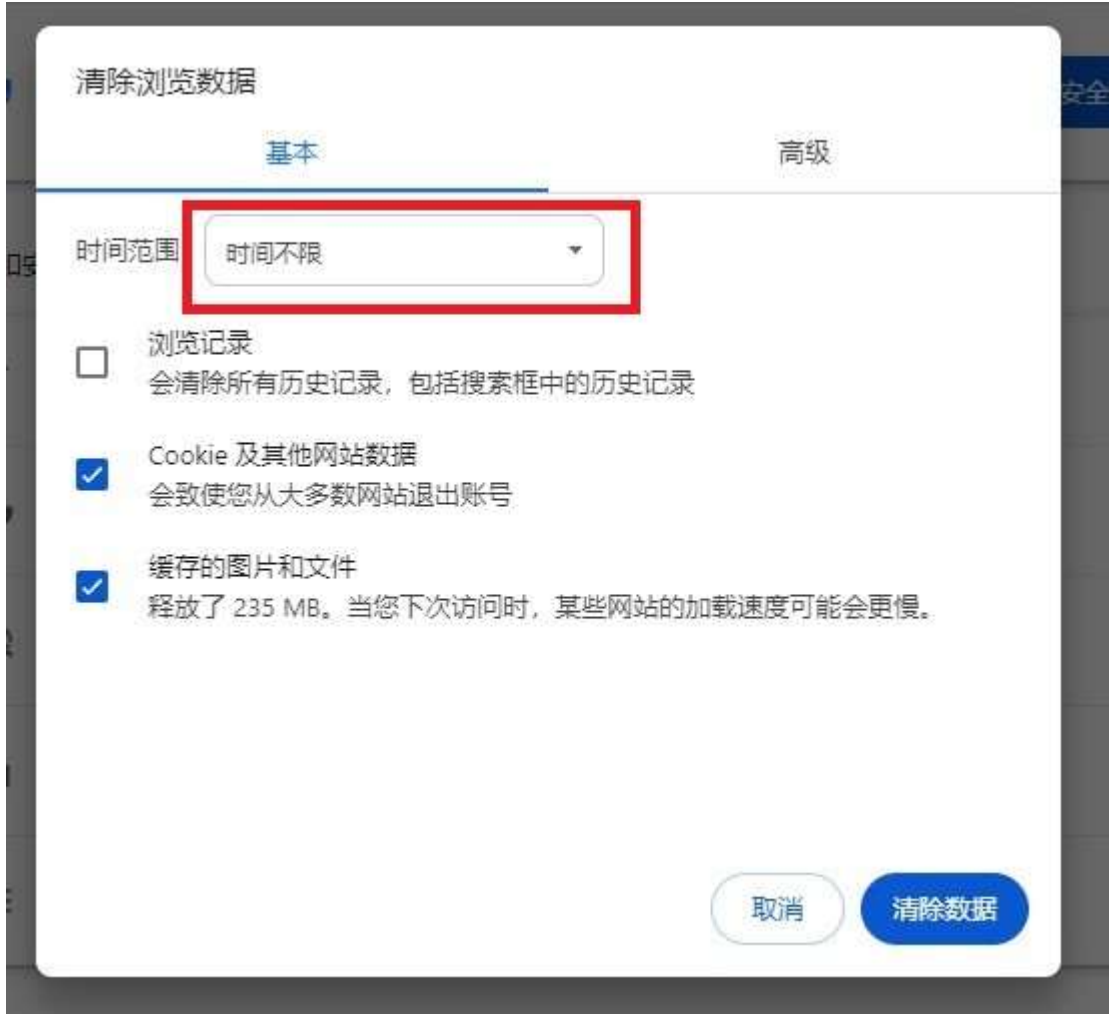 清除浏览数据
安全
基本
高级
时间范围
时间不限
浏览记录
会清除所有历史记录，包括搜索框中的历史记录
Cookie 及其他网站数据
会致使您从大多数网站退出账号
缓存的图片和文件
释放了 235 MB。当您下次访问时，某些网站的加载速度可能会更慢。
取消
清除数据